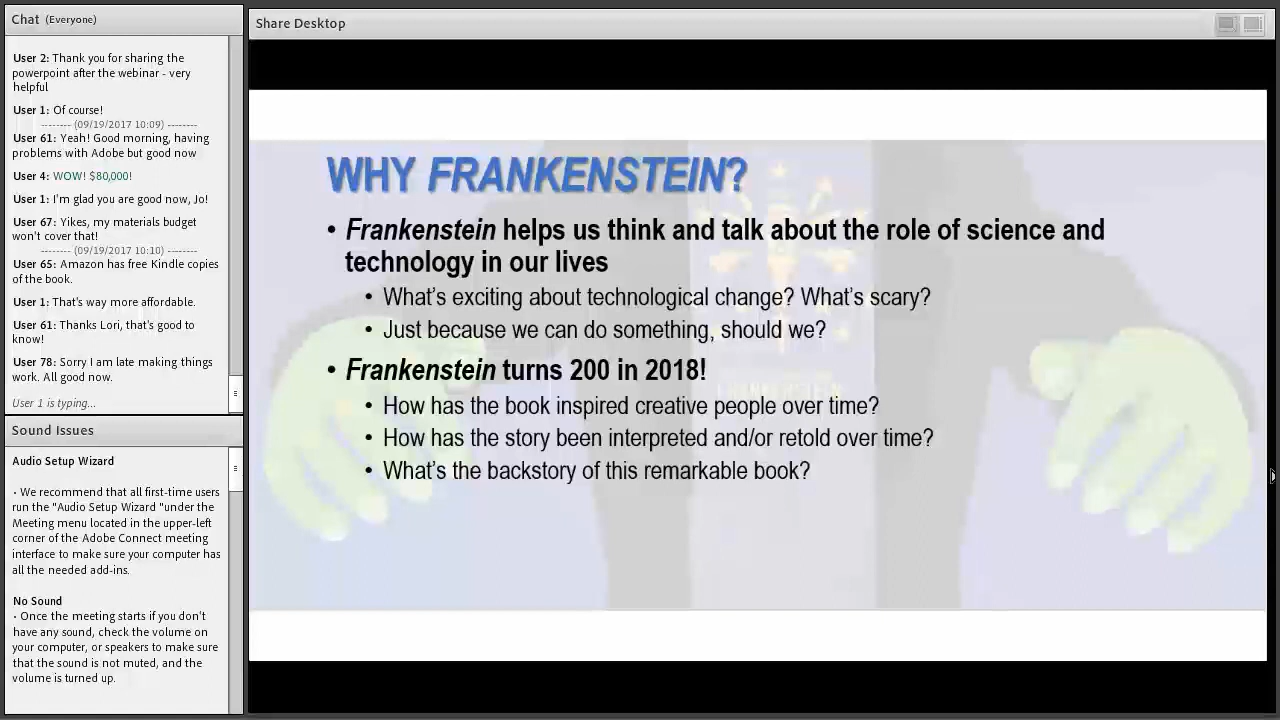 Chat (Everyone)
User 2: Thank you for sharing the
powerpoint after the webinar - very
helpful
User 1: Of course!
-------- (09/19/2017 10:09) --------
User 61: Yeah! Good morning, having
problems with Adobe but good now
User 4: WOW! $80,000!
User 1: I'm glad you are good now, Jo!
User 67: Yikes, my materials budget
won't cover that!
-------- (09/19/2017 10:10) --------
User 65: Amazon has free Kindle copies
of the book.
User 1: That's way more affordable.
User 61: Thanks Lori, that's good to
know!
User 78: Sorry I am late making things
work. All good now.
User 1 is typing...
Sound Issues
Audio Setup Wizard
• We recommend that all first-time users
run the "Audio Setup Wizard "under the
Meeting menu located in the upper-left
corner of the Adobe Connect meeting
interface to make sure your computer has
all the needed add-ins.
No Sound
• Once the meeting starts if you don't
have any sound, check the volume on
your computer, or speakers to make sure
that the sound is not muted, and the
volume is turned up.
Share Desktop
WHY FRANKENSTEIN?
• Frankenstein helps us think and talk about the role of science and
technology in our lives
• What's exciting about technological change? What's scary?
• Just because we can do something, should we?
• Frankenstein turns 200 in 2018!
• How has the book inspired creative people over time?
• How has the story been interpreted and/or retold over time?
• What's the backstory of this remarkable book?